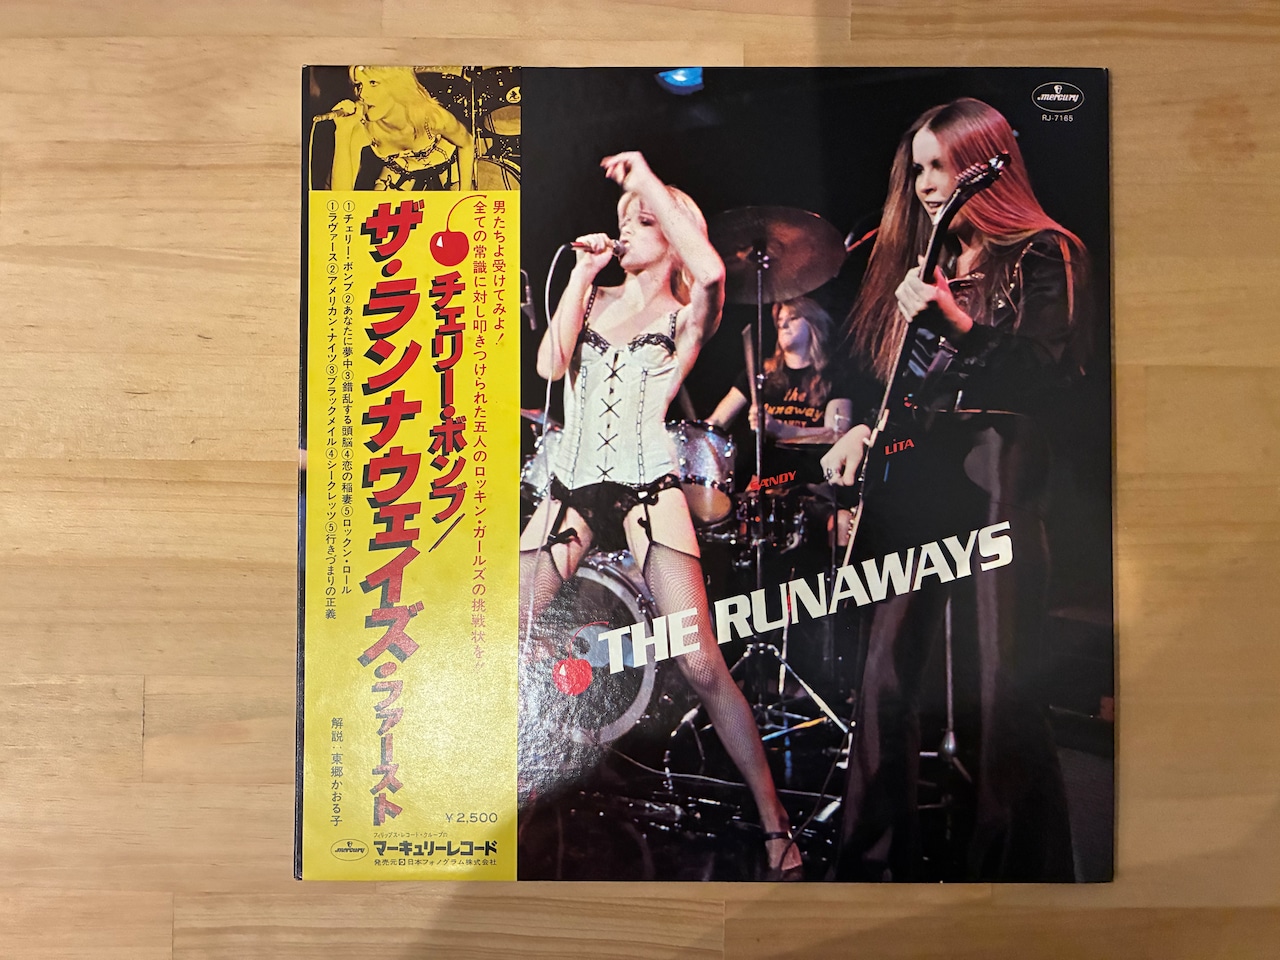 男たちよ受けてみよ!
全ての常識に対し叩きつけられた五人のロッキン・ガールズの挑戦状を!!
チェリー・ボンブ/
ザ・ランナウェイズ・ファースト
①チェリー・ボンブ②あなたに夢中③錯乱する頭脳④恋の稲妻⑤ロックン・ロール
①ラヴァース②アメリカン・ナイツ③ブラックメイル④シークレッツ⑤行きづまりの正義
解説:東郷かおる子
¥2,500
フィリップス・レコード・グループの
mercury
マーキュリーレコード
発売元 日本フォノグラム株式会社
mercury
RJ-7165
the
Runaways
LITA
SANDY
THE RUNAWAYS